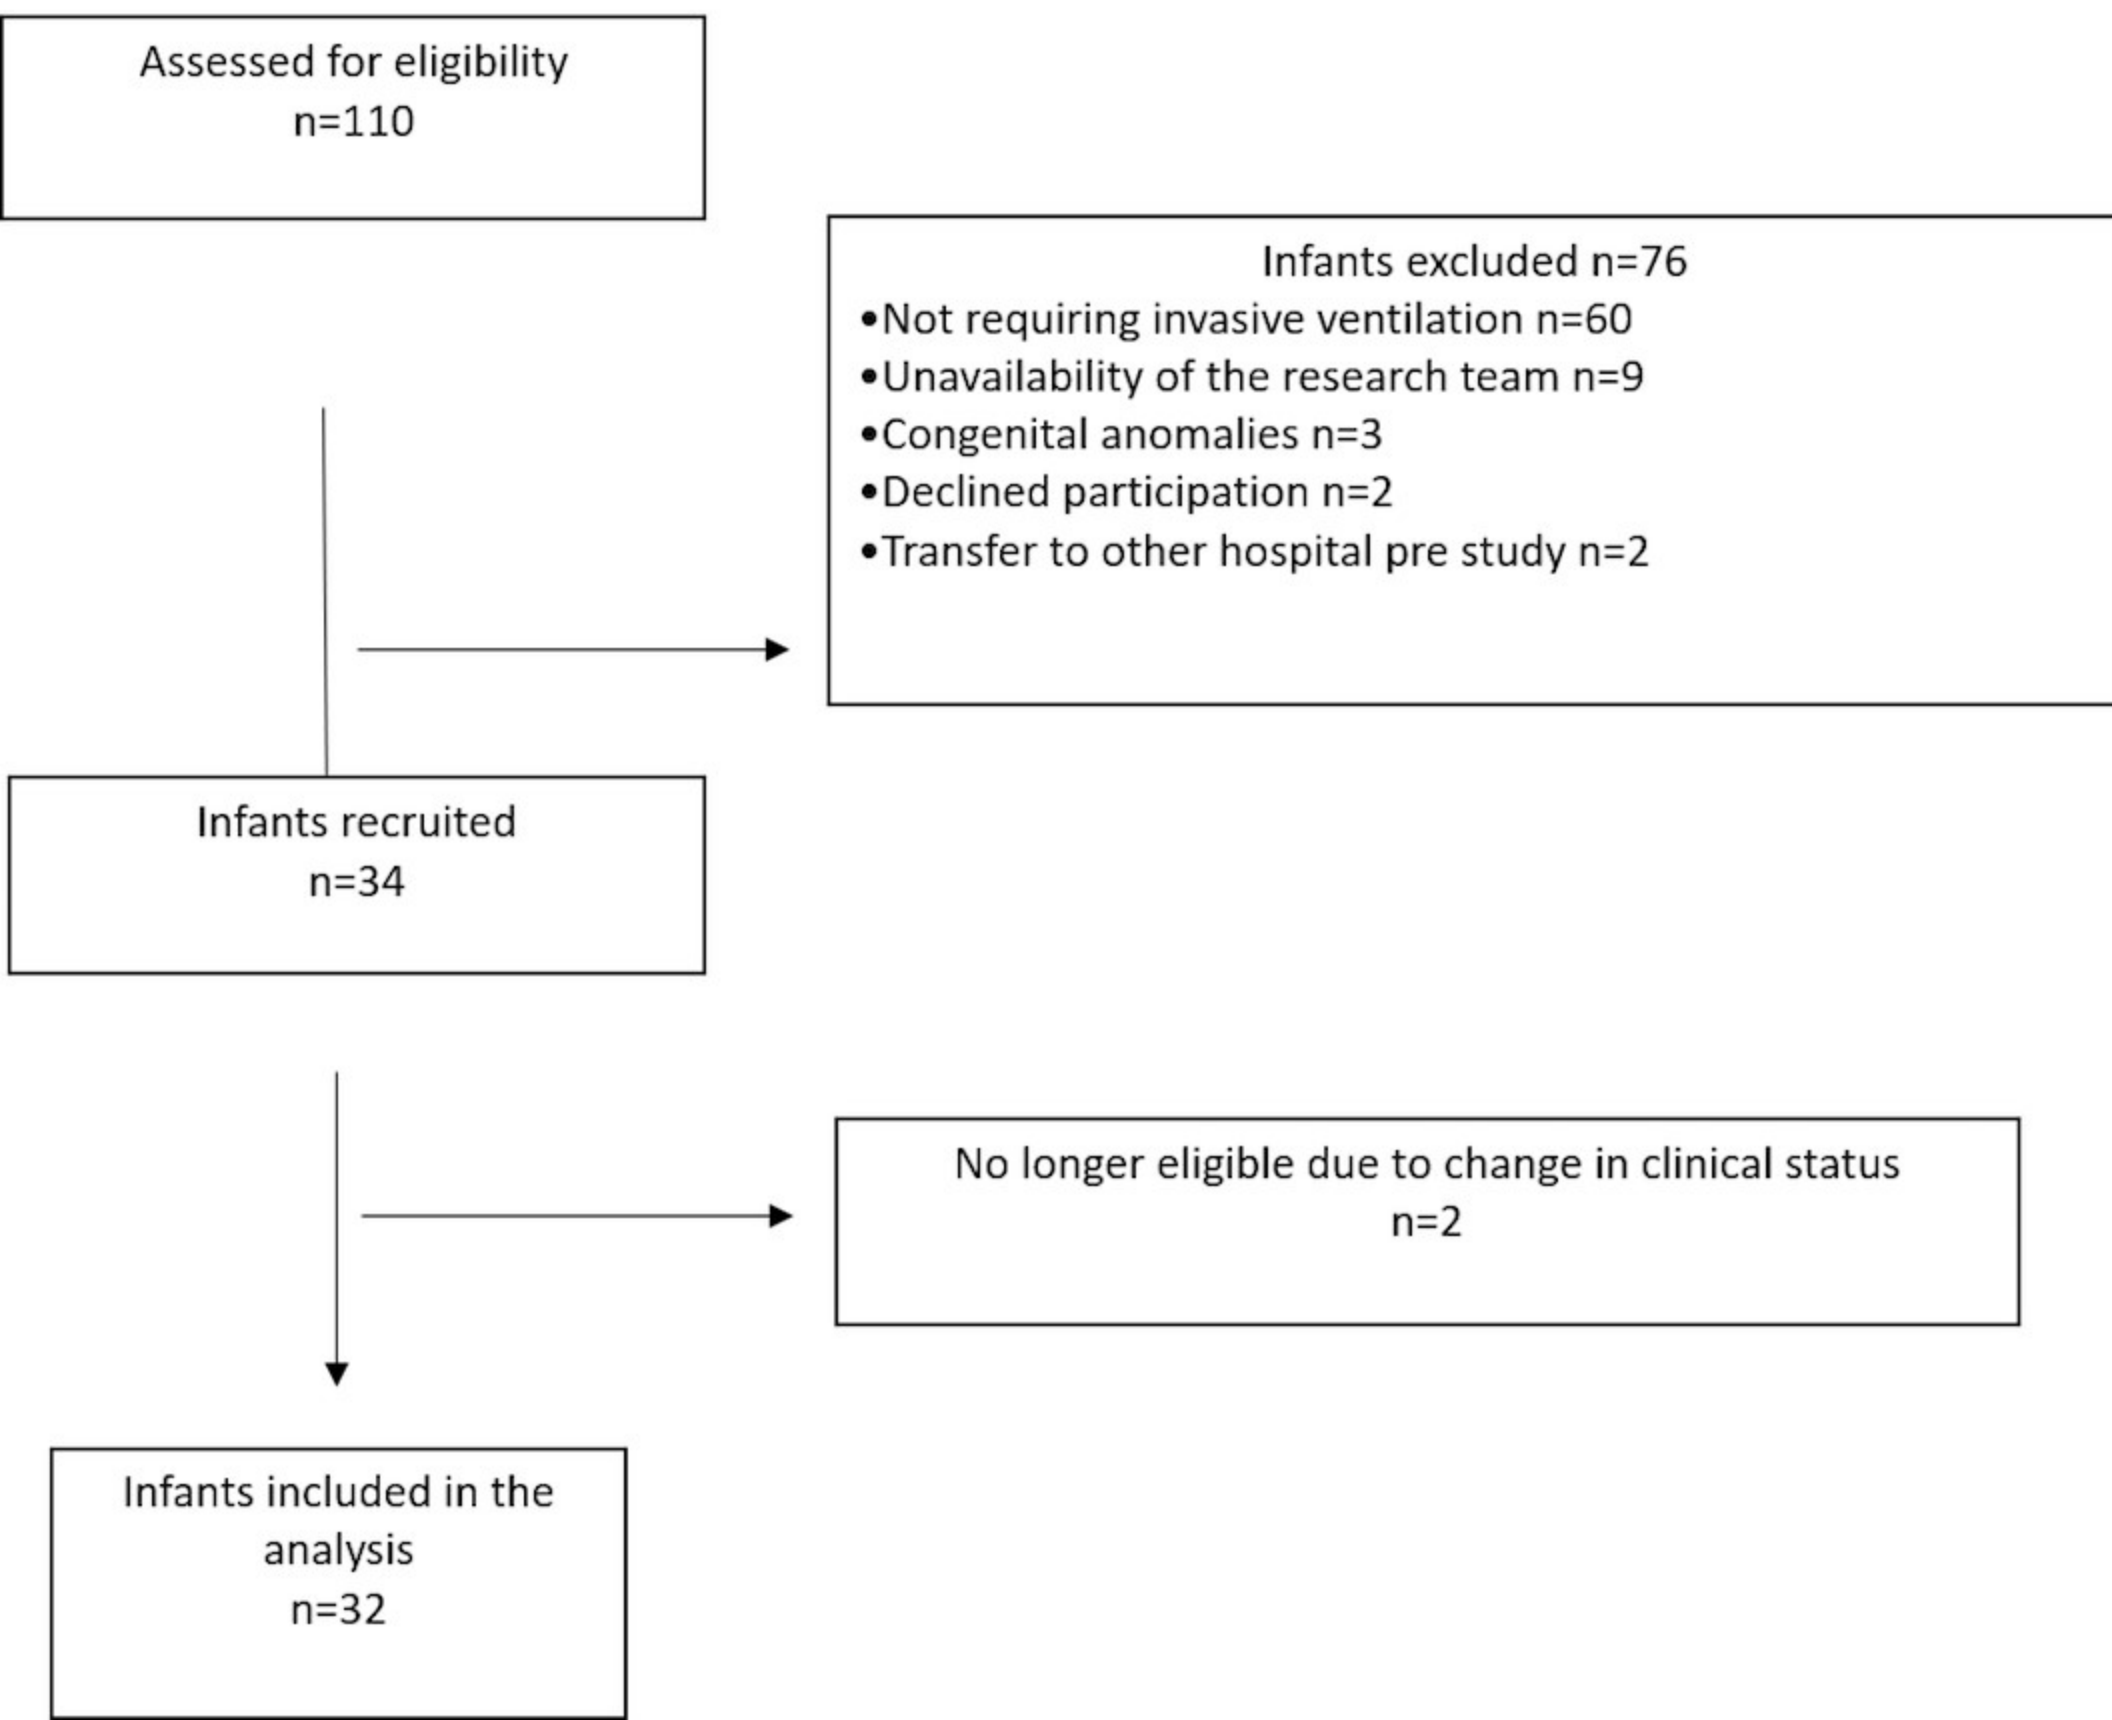 Assessed for eligibility
n=110
Infants excluded n=76
•Not requiring invasive ventilation n=60
•Unavailability of the research team n=9
•Congenital anomalies n=3
•Declined participation n=2
•Transfer to other hospital pre study n=2
Infants recruited
n=34
No longer eligible due to change in clinical status
n=2
Infants included in the
analysis
n=32